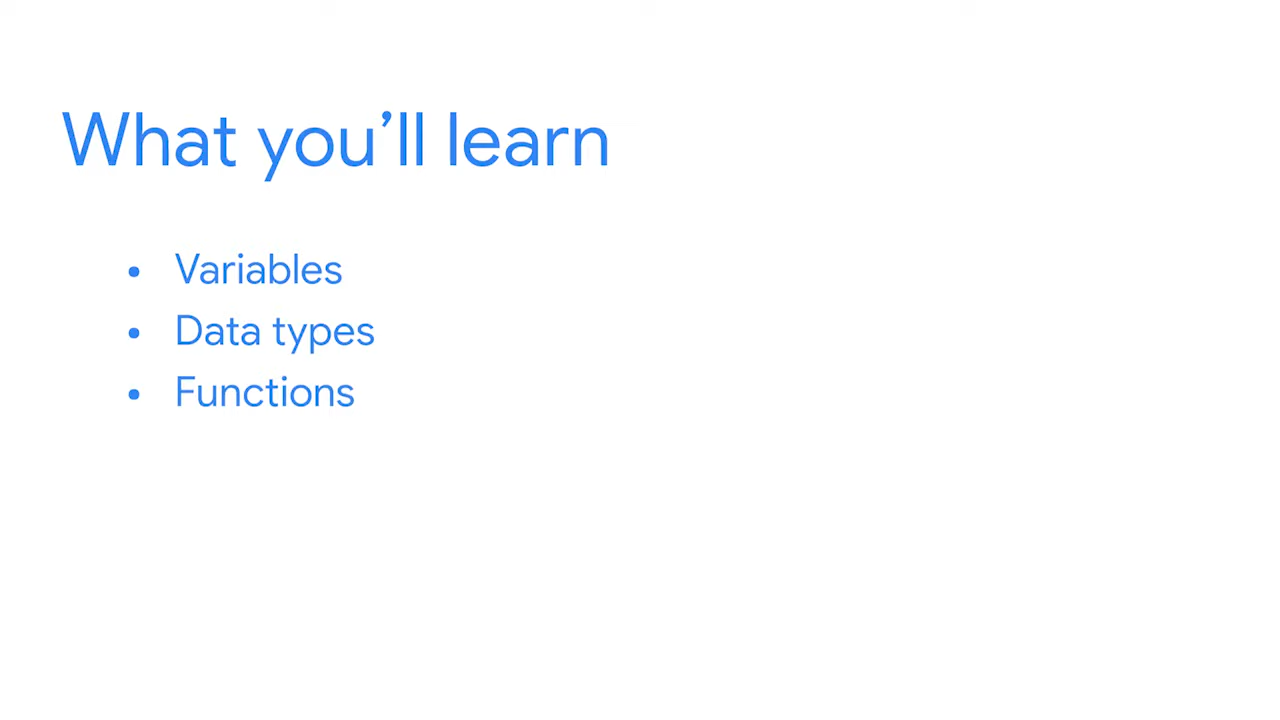 What you’ll learn
• Variables
• Data types
• Functions